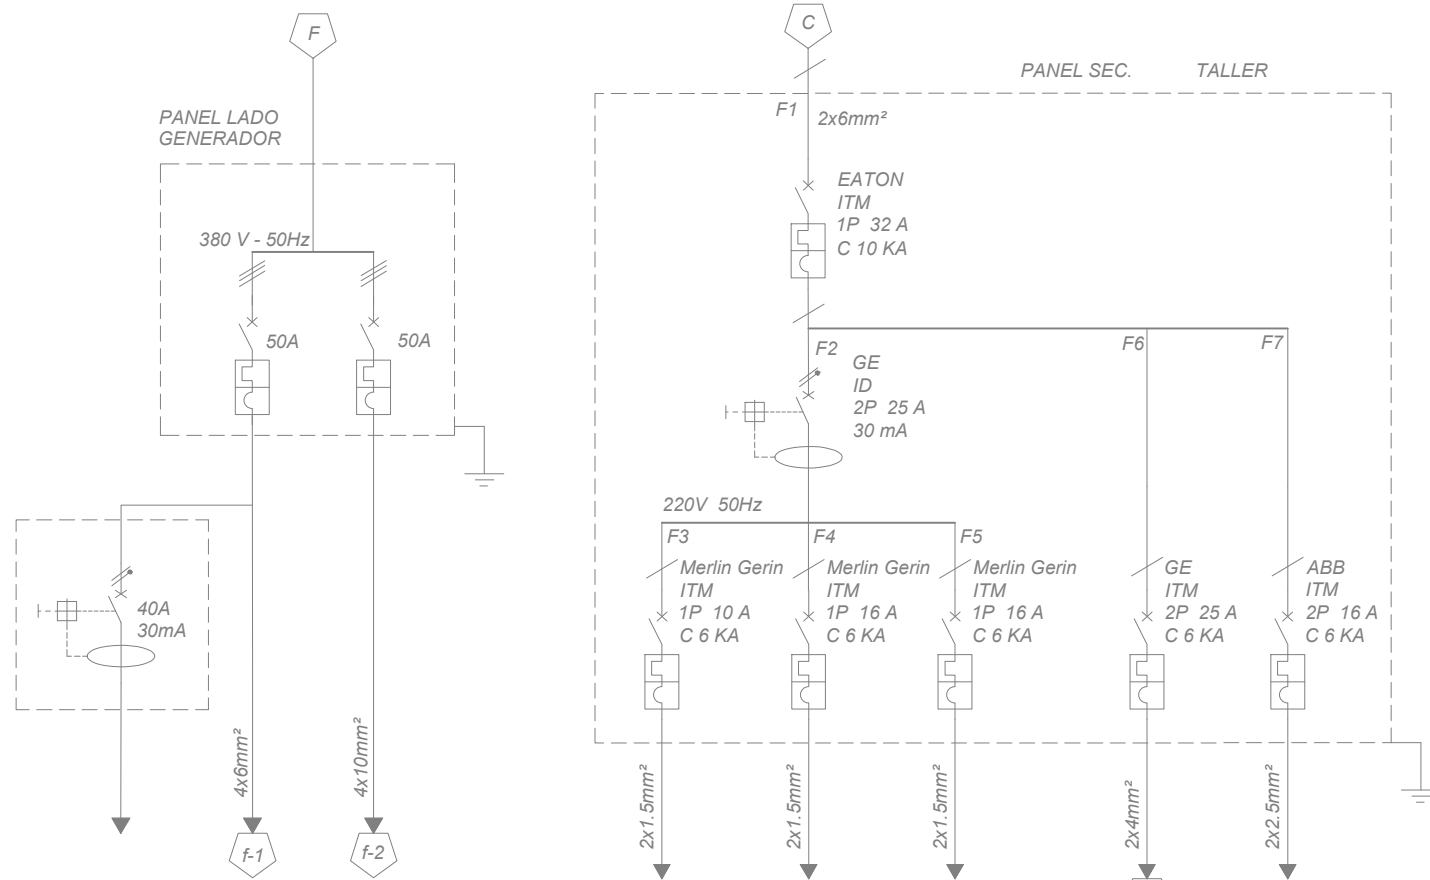 F
PANEL LADO
GENERADOR
380 V - 50Hz
50A
50A
40A
30mA
4x6mm²
4x10mm²
f-1
f-2
C
PANEL SEC. TALLER
F1
2x6mm²
EATON
ITM
1P 32 A
C 10 KA
F2
F6
F7
GE
ID
2P 25 A
30 mA
220V 50Hz
F3
F4
F5
Merlin Gerin
ITM
1P 10 A
C 6 KA
Merlin Gerin
ITM
1P 16 A
C 6 KA
Merlin Gerin
ITM
1P 16 A
C 6 KA
GE
ITM
2P 25 A
C 6 KA
ABB
ITM
2P 16 A
C 6 KA
2x1.5mm²
2x1.5mm²
2x1.5mm²
2x4mm²
2x2.5mm²